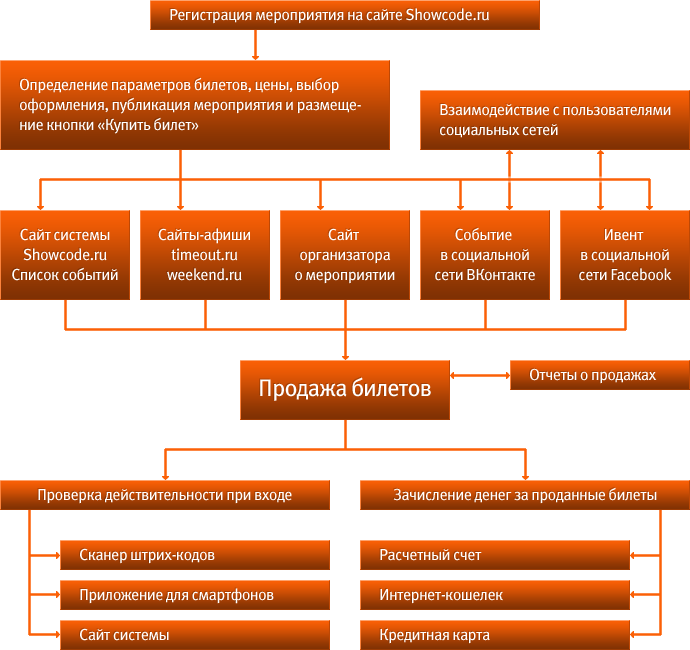 Регистрация мероприятия на сайте Showcode.ru
Определение параметров билетов, цены, выбор
оформления, публикация мероприятия и размеще-
ние кнопки «Купить билет»
Взаимодействие с пользователями
социальных сетей
Сайт системы
Showcode.ru
Список событий
Сайты-афиши
timeout.ru
weekend.ru
Сайт
организатора
о мероприятии
Событие
в социальной
сети ВКонтакте
Ивент
в социальной
сети Facebook
Продажа билетов
Отчеты о продажах
Проверка действительности при входе
Сканер штрих-кодов
Приложение для смартфонов
Сайт системы
Зачисление денег за проданные билеты
Расчетный счет
Интернет-кошелек
Кредитная карта